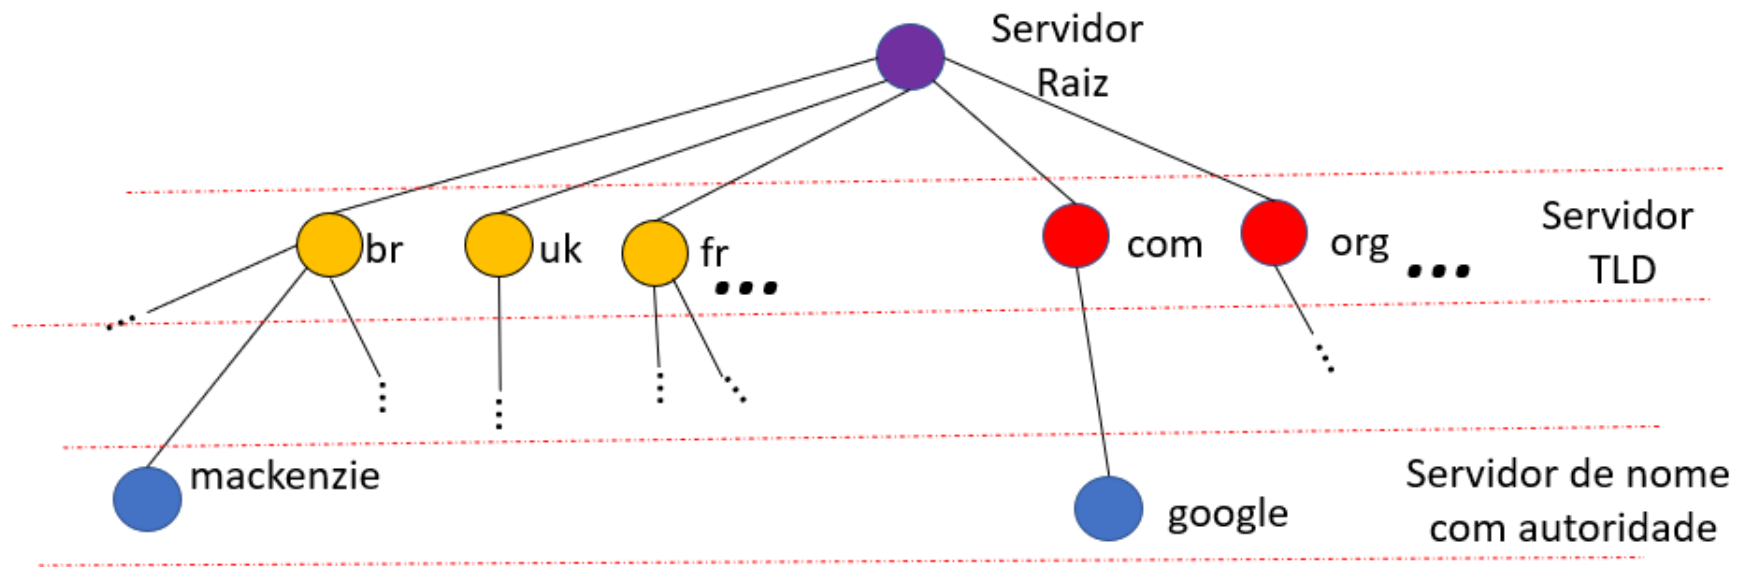 Servidor
Raiz
br
uk
fr
...
com
org
...
Servidor
TLD
mackenzie
google
Servidor de nome
com autoridade